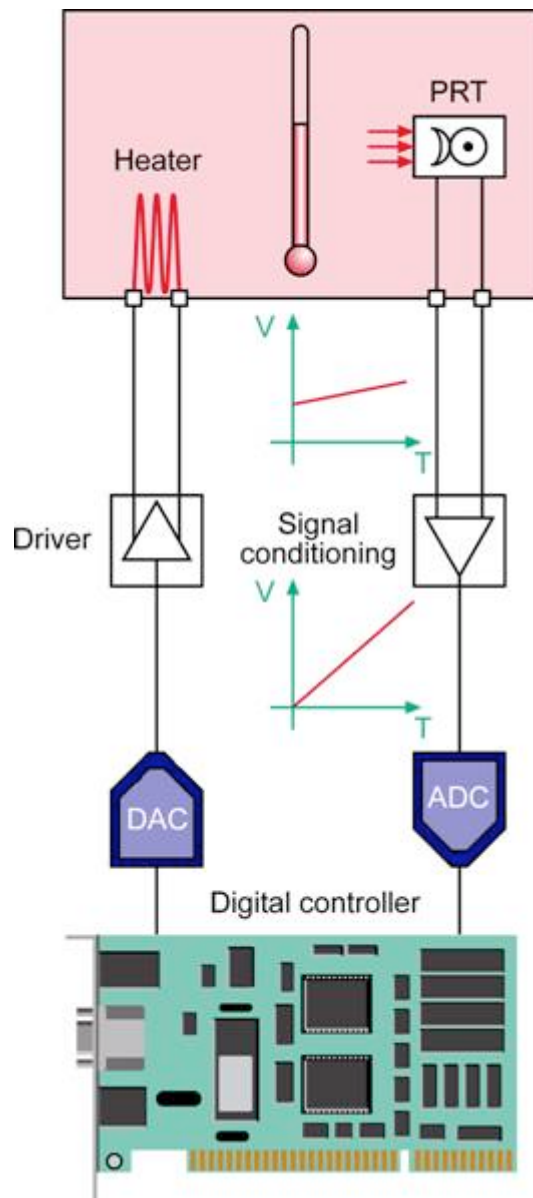 PRT
Heater
V
T
Driver
Signal
conditioning
V
T
DAC
ADC
Digital controller